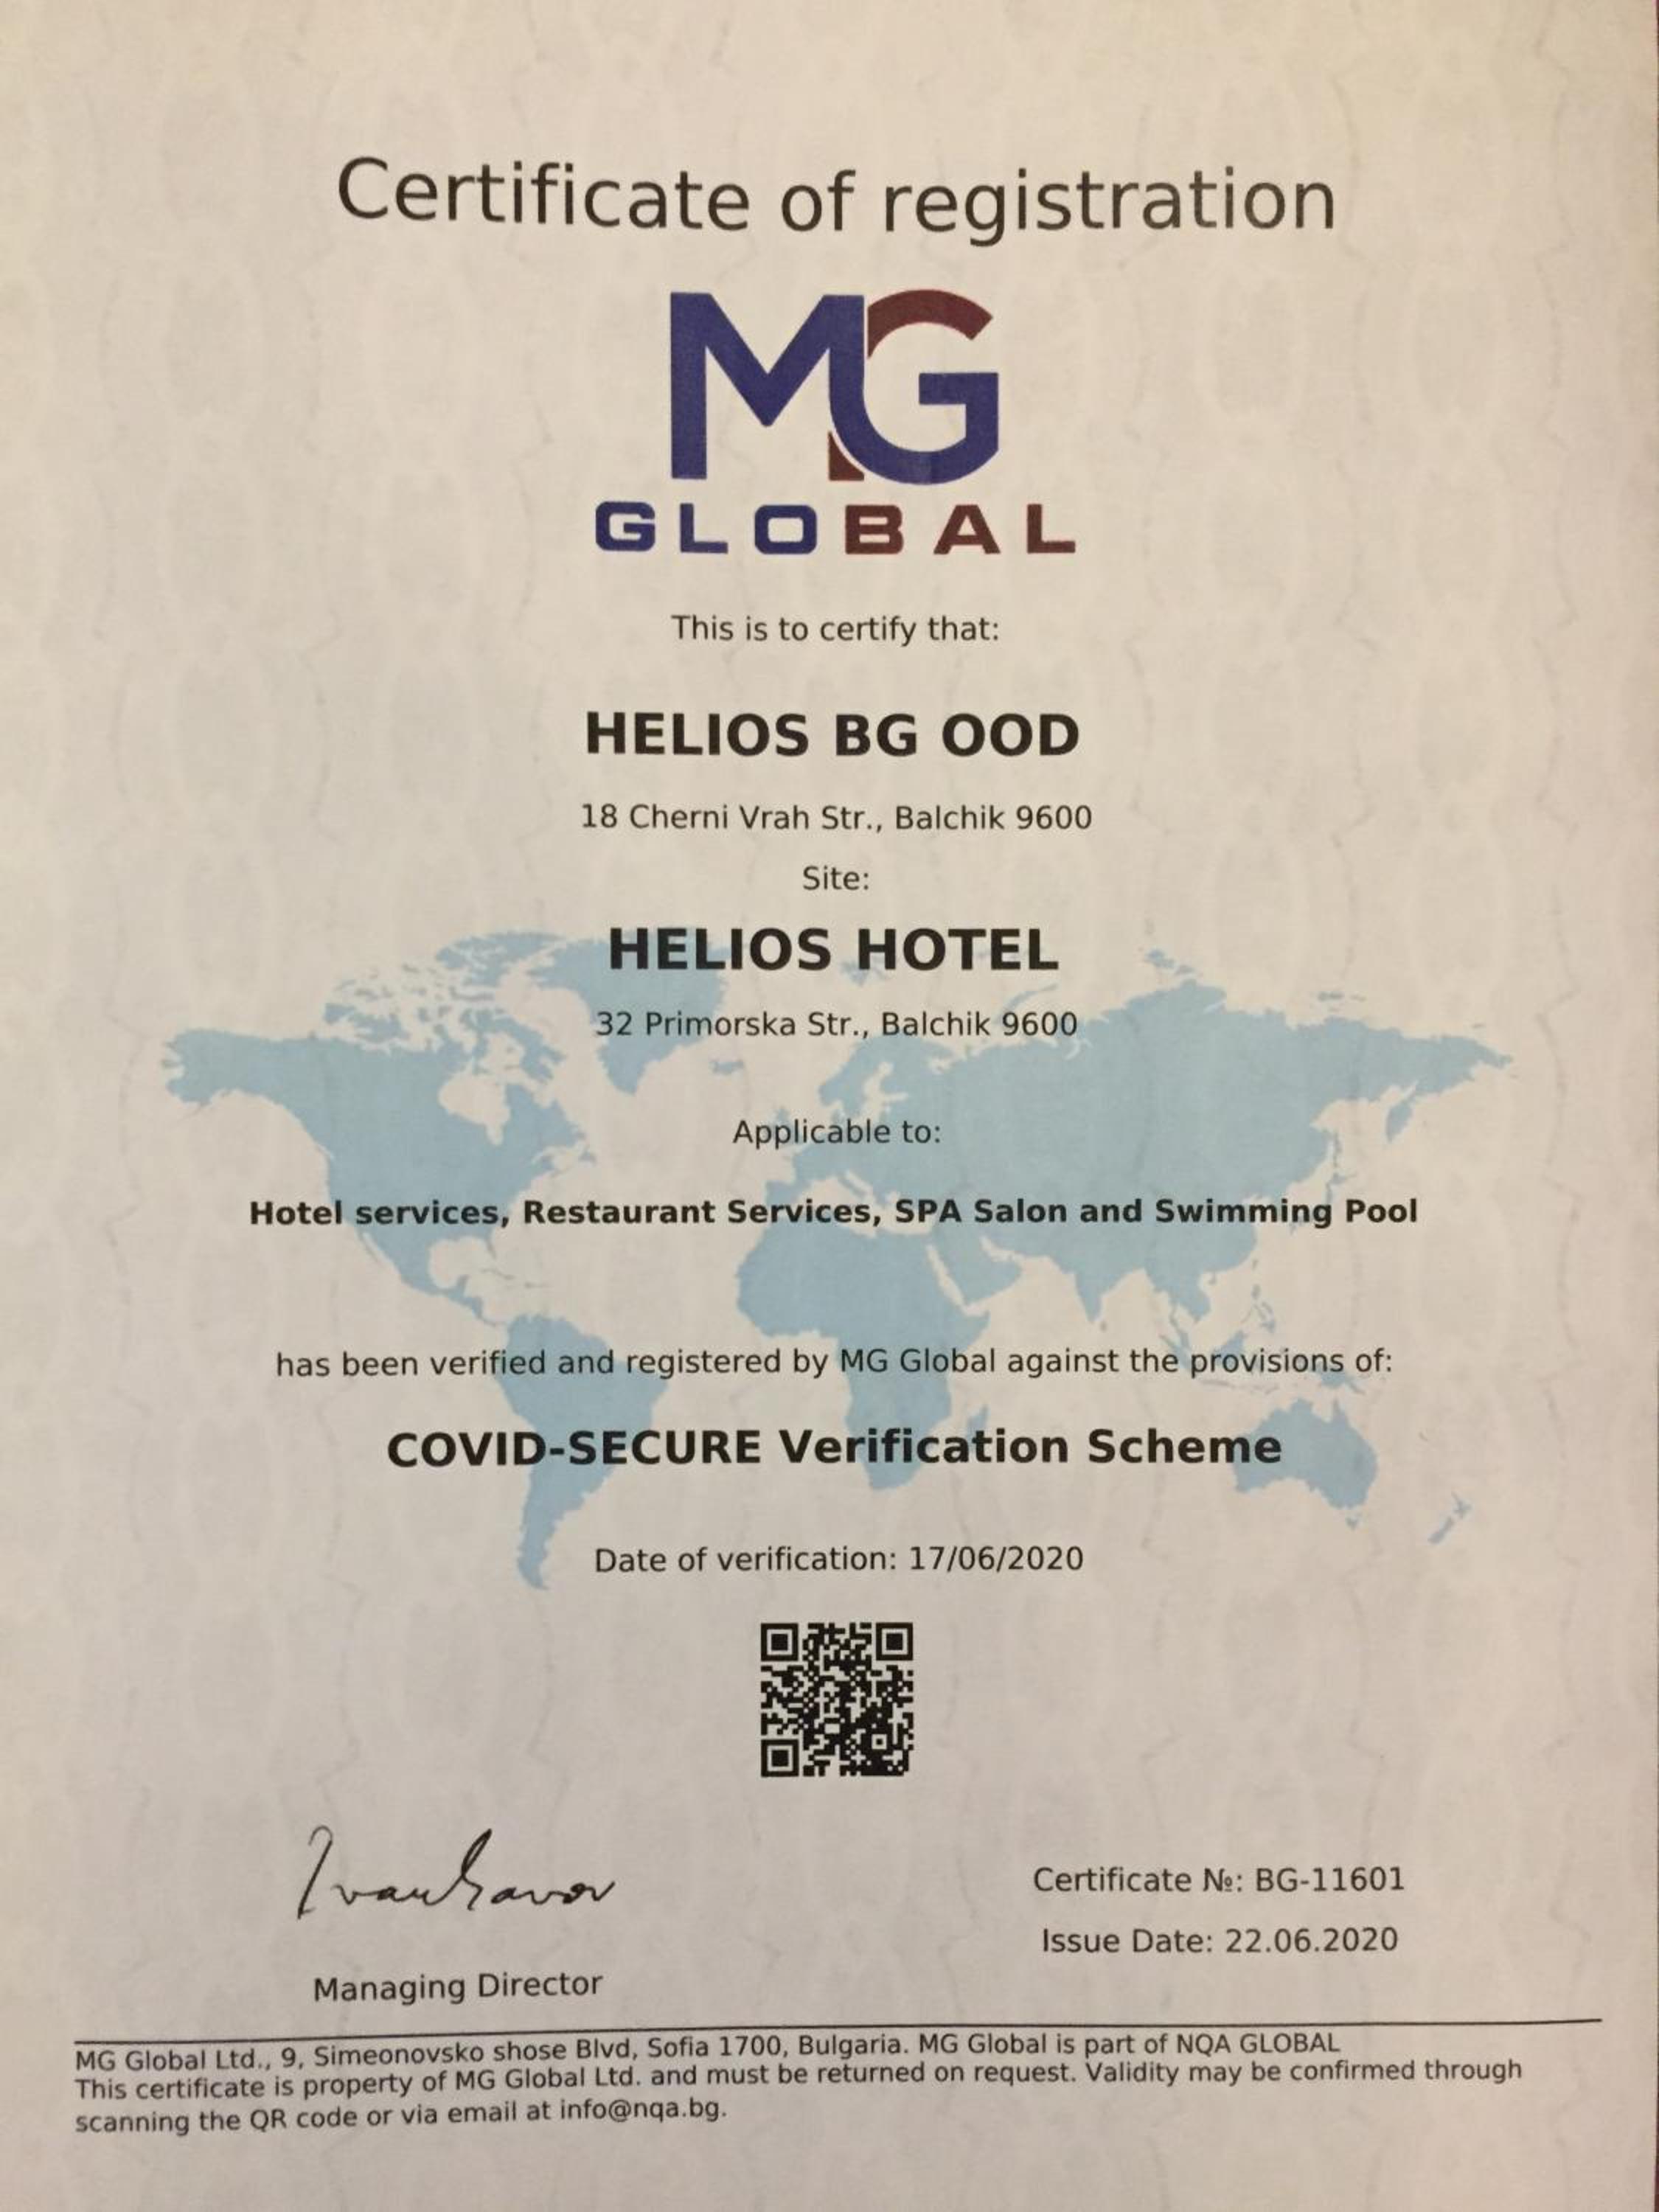 Certificate of registration
MG
GLOBAL
This is to certify that:
HELIOS BG OOD
18 Cherni Vrah Str., Balchik 9600
Site:
HELIOS HOTEL
32 Primorska Str., Balchik 9600
Applicable to:
Hotel services, Restaurant Services, SPA Salon and Swimming Pool
has been verified and registered by MG Global against the provisions of:
COVID-SECURE Verification Scheme
Date of verification: 17/06/2020
Certificate №: BG-11601
Issue Date: 22.06.2020
Managing Director
MG Global Ltd., 9, Simeonovsko shose Blvd, Sofia 1700, Bulgaria. MG Global is part of NQA GLOBAL
This certificate is property of MG Global Ltd. and must be returned on request. Validity may be confirmed through
scanning the QR code or via email at info@nqa.bg.